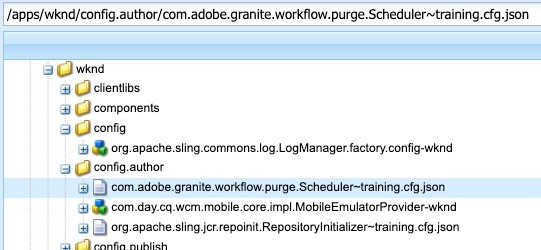 /apps/wknd/config.author/com.adobe.granite.workflow.purge.Scheduler~training.cfg.json
wknd
clientlibs
components
config
org.apache.sling.commons.log.LogManager.factory.config-wknd
config.author
com.adobe.granite.workflow.purge.Scheduler~training.cfg.json
com.day.cq.wcm.mobile.core.impl.MobileEmulatorProvider-wknd
org.apache.sling.jcr.repoinit.RepositoryInitializer~training.cfg.json
config.publish